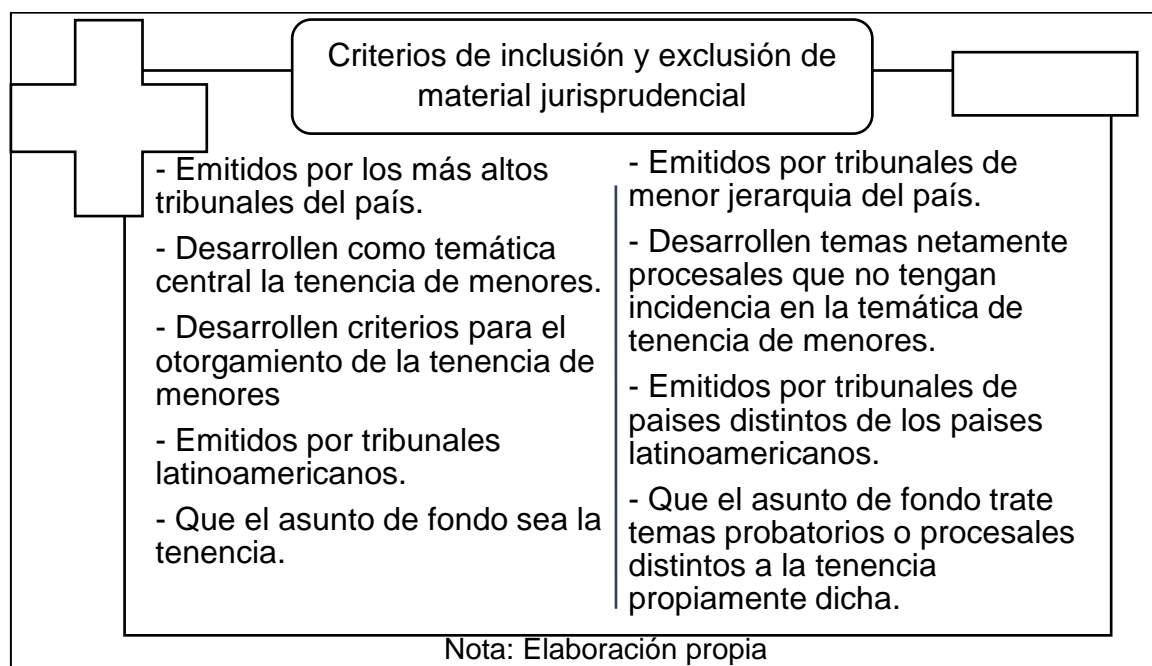 Criterios de inclusión y exclusión de
material jurisprudencial
- Emitidos por los más altos
tribunales del país.
- Desarrollen como temática
central la tenencia de menores.
- Desarrollen criterios para el
otorgamiento de la tenencia de
menores
- Emitidos por tribunales
latinoamericanos.
- Que el asunto de fondo sea la
tenencia.
- Emitidos por tribunales de
menor jerarquia del país.
- Desarrollen temas netamente
procesales que no tengan
incidencia en la temática de
tenencia de menores.
- Emitidos por tribunales de
paises distintos de los paises
latinoamericanos.
- Que el asunto de fondo trate
temas probatorios o procesales
distintos a la tenencia
propiamente dicha.
Nota: Elaboración propia